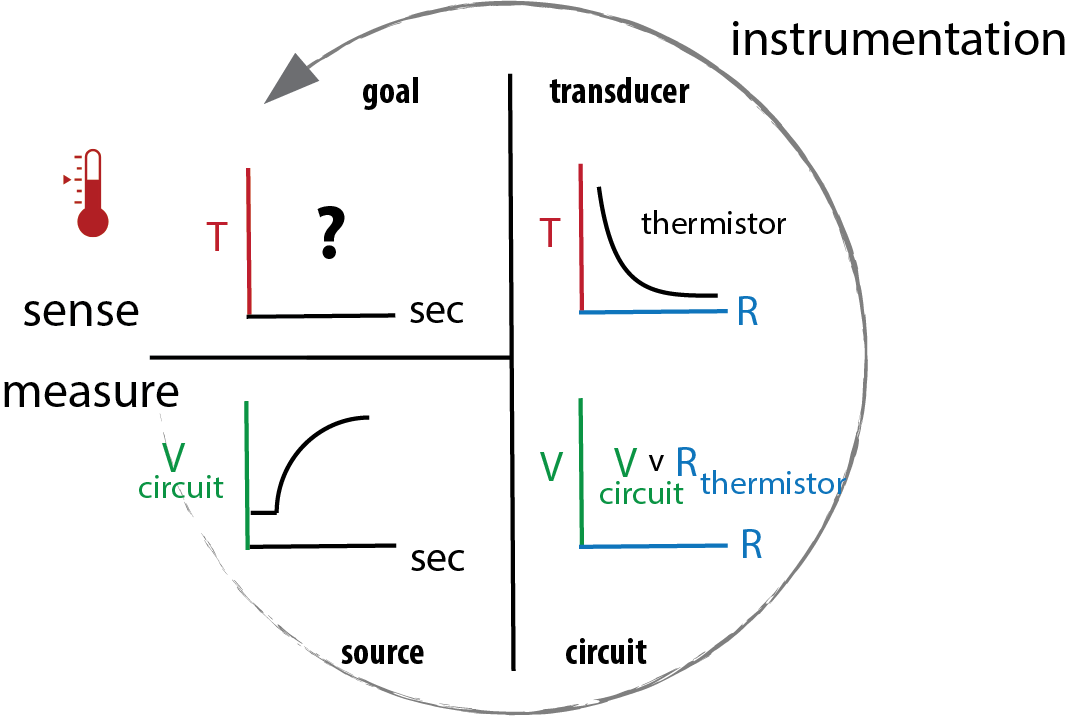 instrumentation
goal
transducer
T
?
sec
T
thermistor
R
sense
measure
V
circuit
sec
V
V v R
circuit thermistor
R
source
circuit